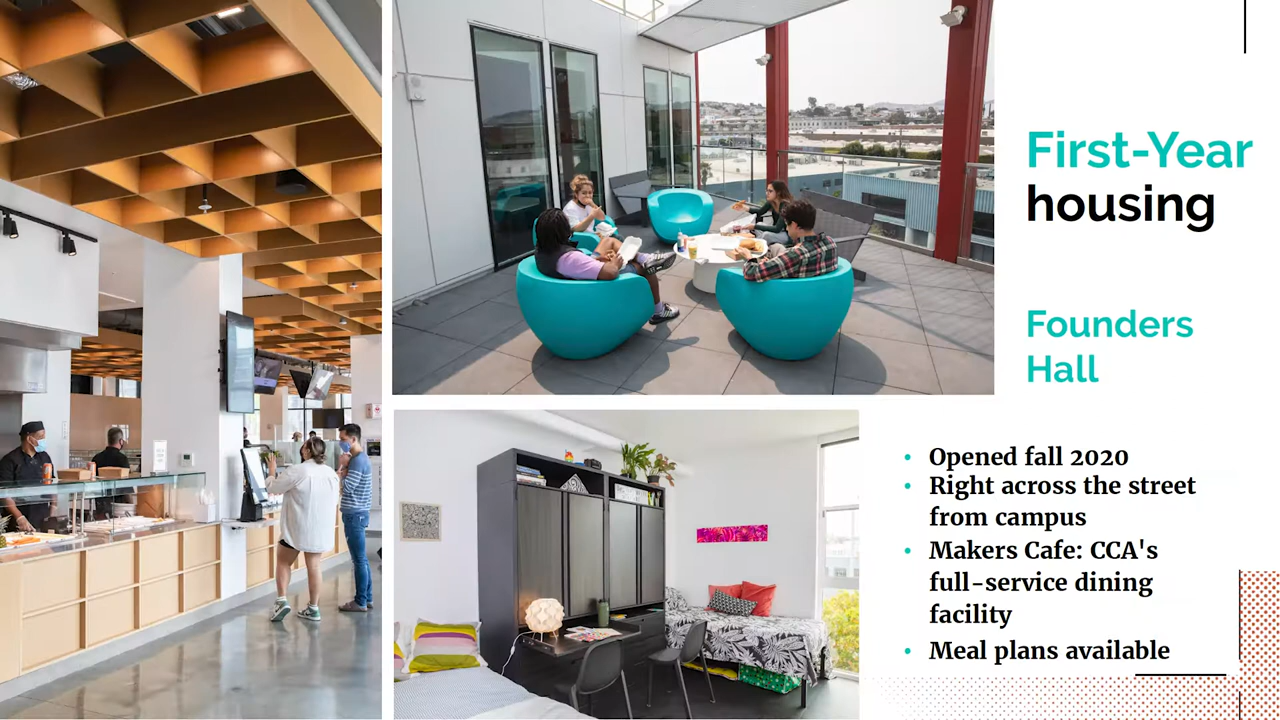 First-Year
housing
Founders
Hall
• Opened fall 2020
• Right across the street
from campus
• Makers Cafe: CCA's
full-service dining
facility
• Meal plans available